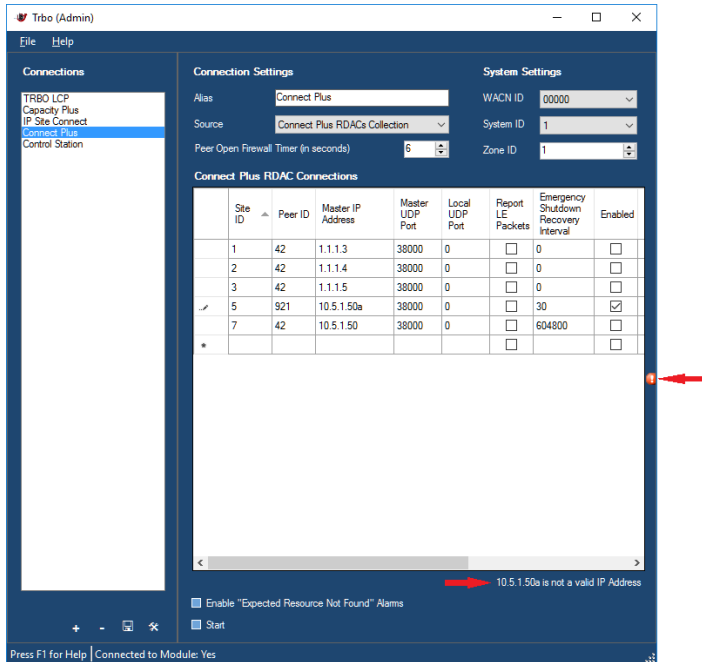 Trbo (Admin)
File Help
Connections
TRBO LCP
Capacity Plus
IP Site Connect
Connect Plus
Control Station
Connection Settings
Alias Connect Plus
Source Connect Plus RDACs Collection
Peer Open Firewall Timer (in seconds) 6
System Settings
WACN ID 00000
System ID 1
Zone ID 1
Connect Plus RDAC Connections
Site ID Peer ID Master IP Address Master UDP Port Local UDP Port Report LE Packets Emergency Shutdown Recovery Interval Enabled
1 42 1.1.1.3 38000 0 0
2 42 1.1.1.4 38000 0 0
3 42 1.1.1.5 38000 0 0
5 921 10.5.1.50a 38000 0 30
7 42 10.5.1.50 38000 0 604800
10.5.1.50a is not a valid IP Address
Enable "Expected Resource Not Found" Alarms
Start
+ -
Press F1 for Help Connected to Module: Yes